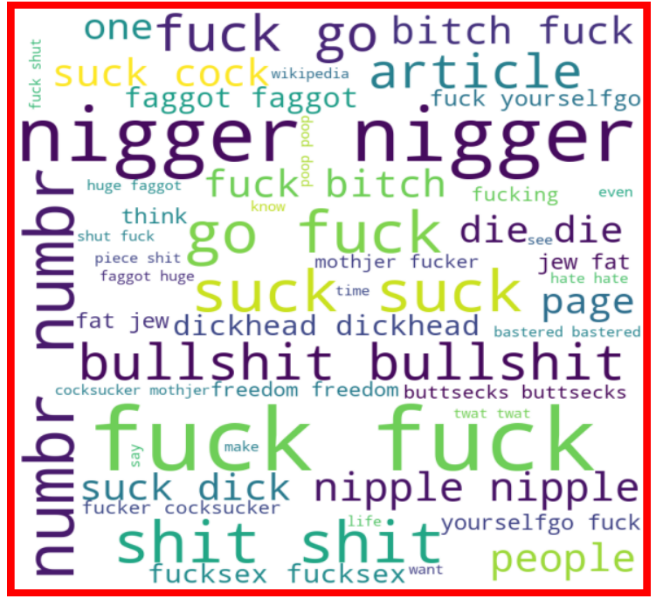 fuck shut
one
fuck go
bitch fuck
suck cock
wikipedia
article
faggot faggot
fuck yourselfgo
nigger nigger
poop poop
huge faggot
fuck bitch
fucking
even
numbr numbr
think
know
shut fuck
go fuck
die
see
die
piece shit
mothjer fucker
jew fat
faggot huge
hate hate
suck suck
time
page
fat jew
dickhead dickhead
bastered bastered
bullshit bullshit
cocksucker mothjer
freedom freedom
buttsecks buttsecks
fuck fuck
twat twat
say
make
suck dick
nipple nipple
fucker cocksucker
life
yourselfgo fuck
shit shit
people
fucksex fucksex
want